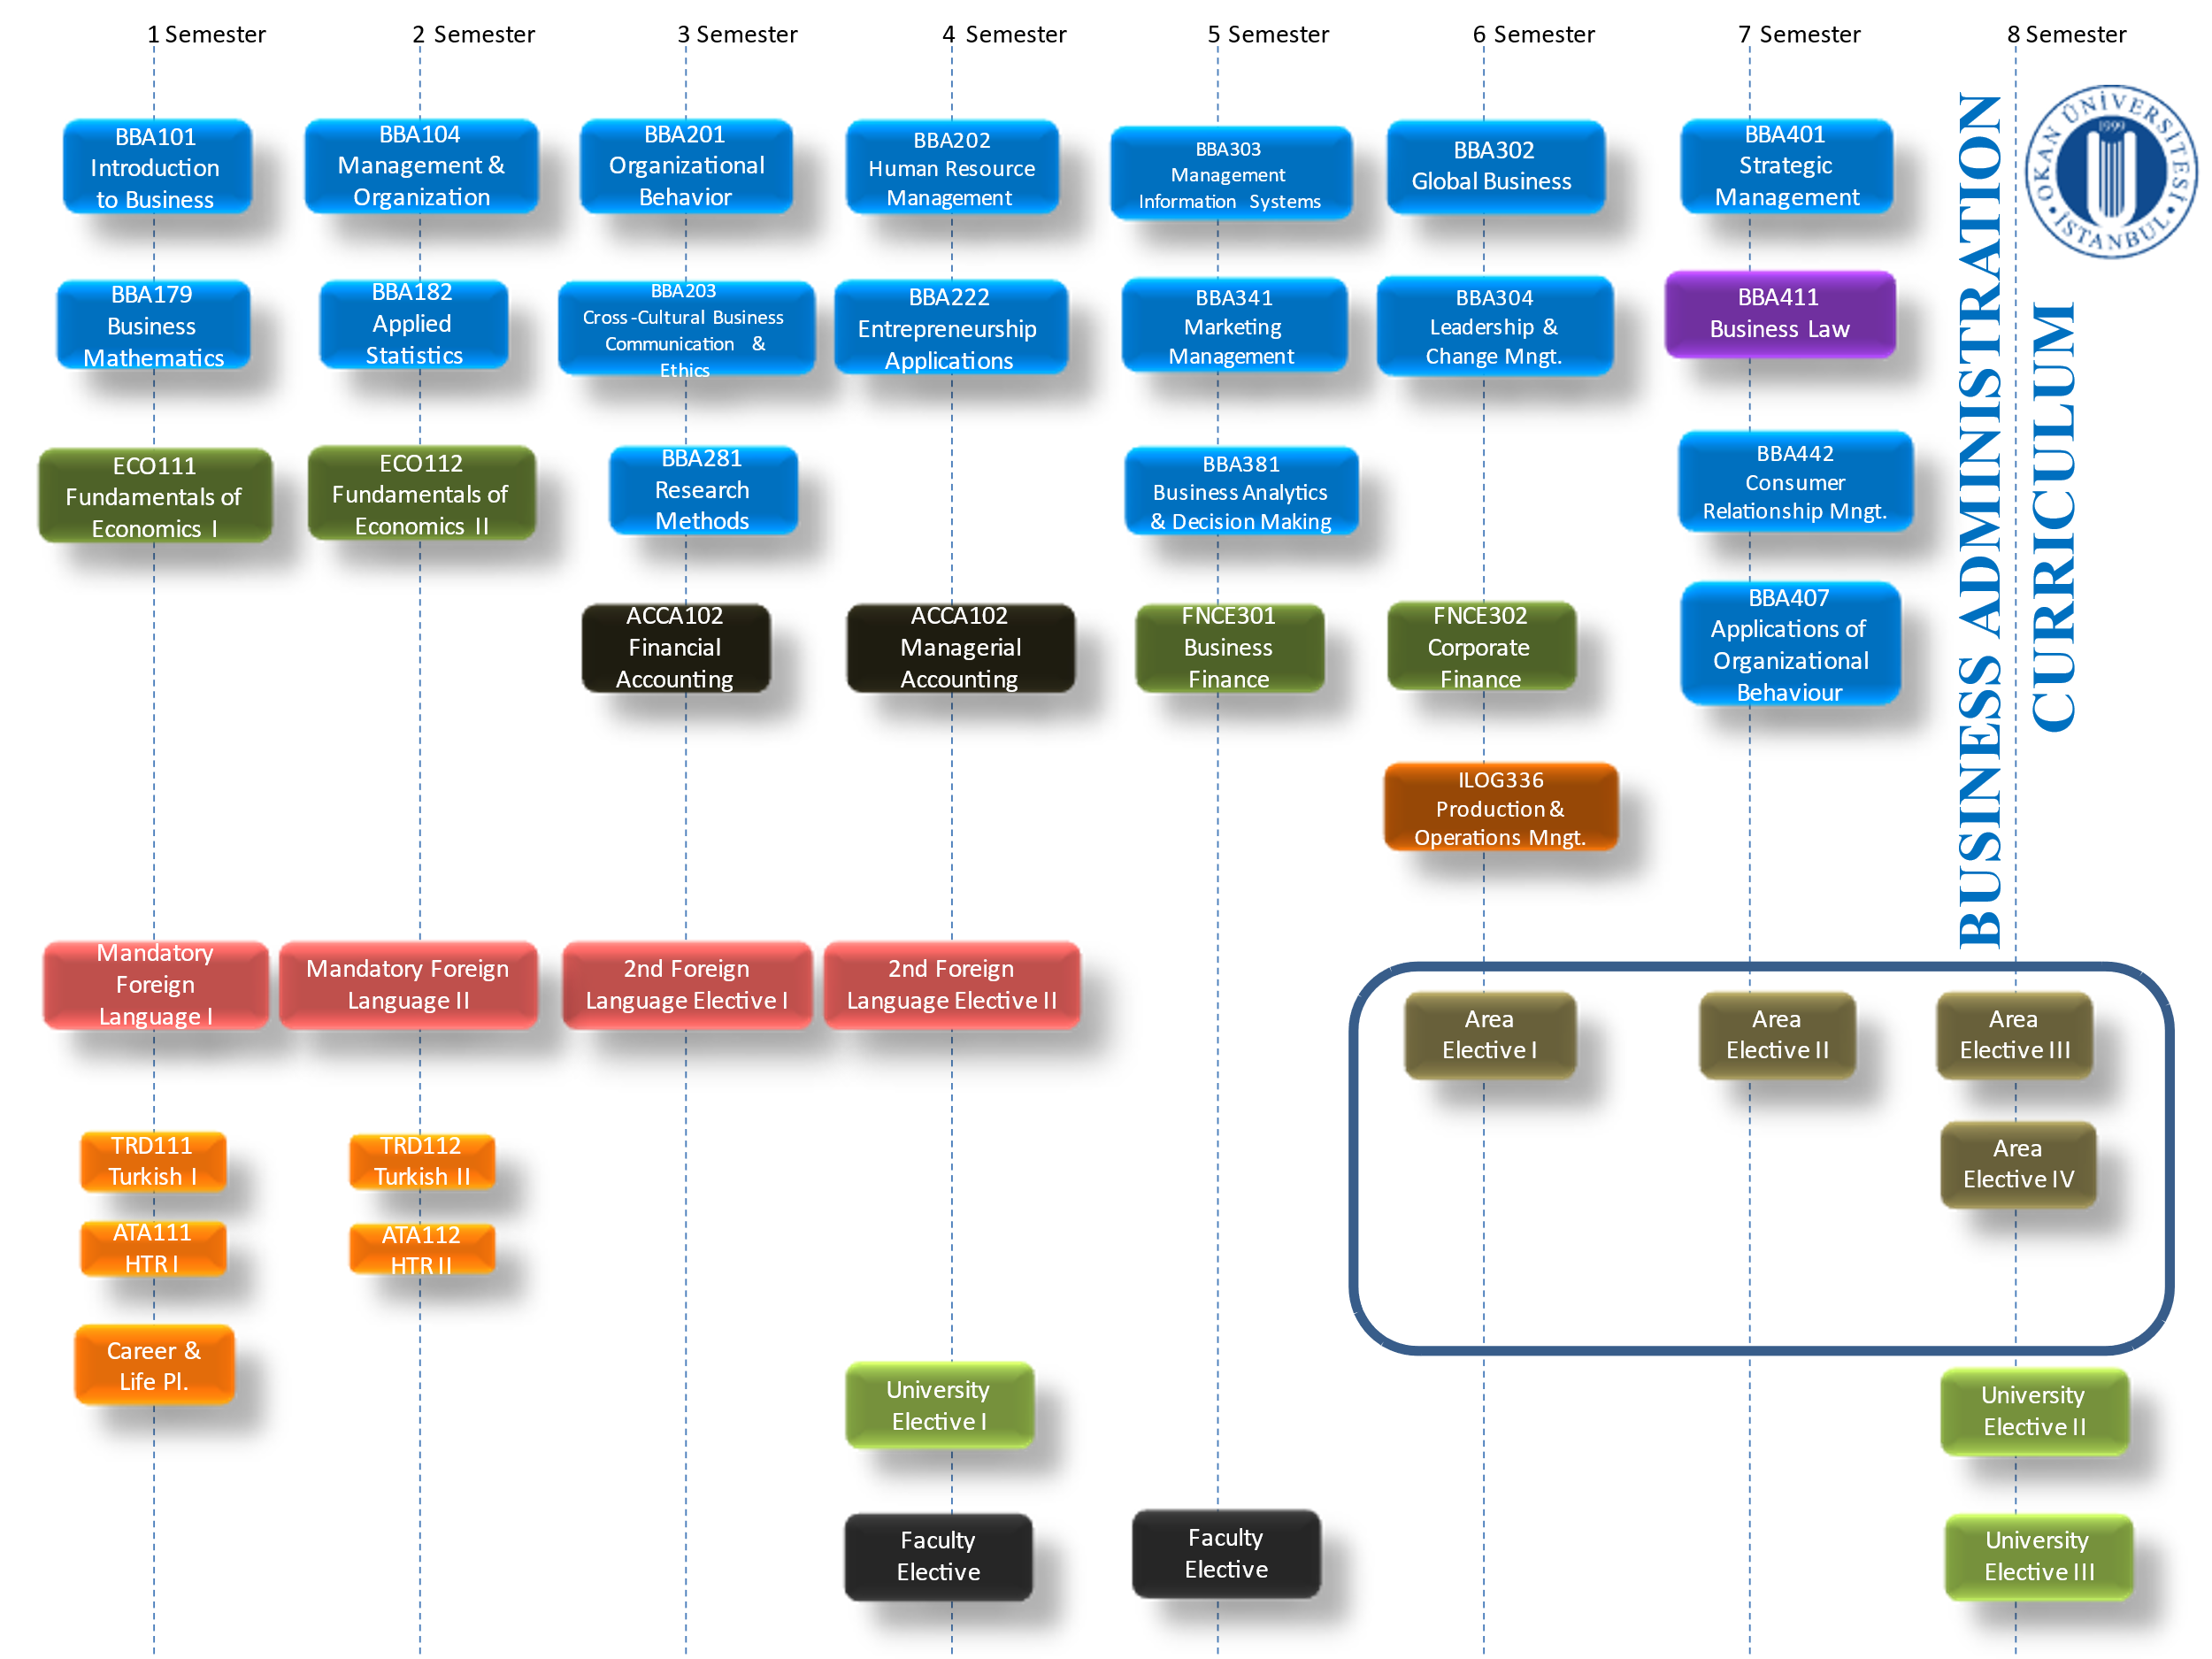 1 Semester
2 Semester
3 Semester
4 Semester
5 Semester
6 Semester
7 Semester
8 Semester
BBA101
Introduction
to Business
BBA104
Management &
Organization
BBA201
Organizational
Behavior
BBA202
Human Resource
Management
BBA303
Management
Information Systems
BBA302
Global Business
BBA401
Strategic
Management
BUSINESS ADMINISTRATION
CURRICULUM
OKAN ÜNİVERSİTESİ
1999
İSTANBUL
BBA179
Business
Mathematics
BBA182
Applied
Statistics
BBA203
Cross-Cultural Business
Communication &
Ethics
BBA222
Entrepreneurship
Applications
BBA341
Marketing
Management
BBA304
Leadership &
Change Mngt.
BBA411
Business Law
ECO111
Fundamentals of
Economics I
ECO112
Fundamentals of
Economics II
BBA281
Research
Methods
BBA381
Business Analytics
& Decision Making
BBA442
Consumer
Relationship Mngt.
ACCA102
Financial
Accounting
ACCA102
Managerial
Accounting
FNCE301
Business
Finance
FNCE302
Corporate
Finance
BBA407
Applications of
Organizational
Behaviour
ILOG336
Production &
Operations Mngt.
Mandatory
Foreign
Language I
Mandatory Foreign
Language II
2nd Foreign
Language Elective I
2nd Foreign
Language Elective II
Area
Elective I
Area
Elective II
Area
Elective III
TRD111
Turkish I
TRD112
Turkish II
Area
Elective IV
ATA111
HTR I
ATA112
HTR II
Career &
Life Pl.
University
Elective I
University
Elective II
Faculty
Elective
Faculty
Elective
University
Elective III